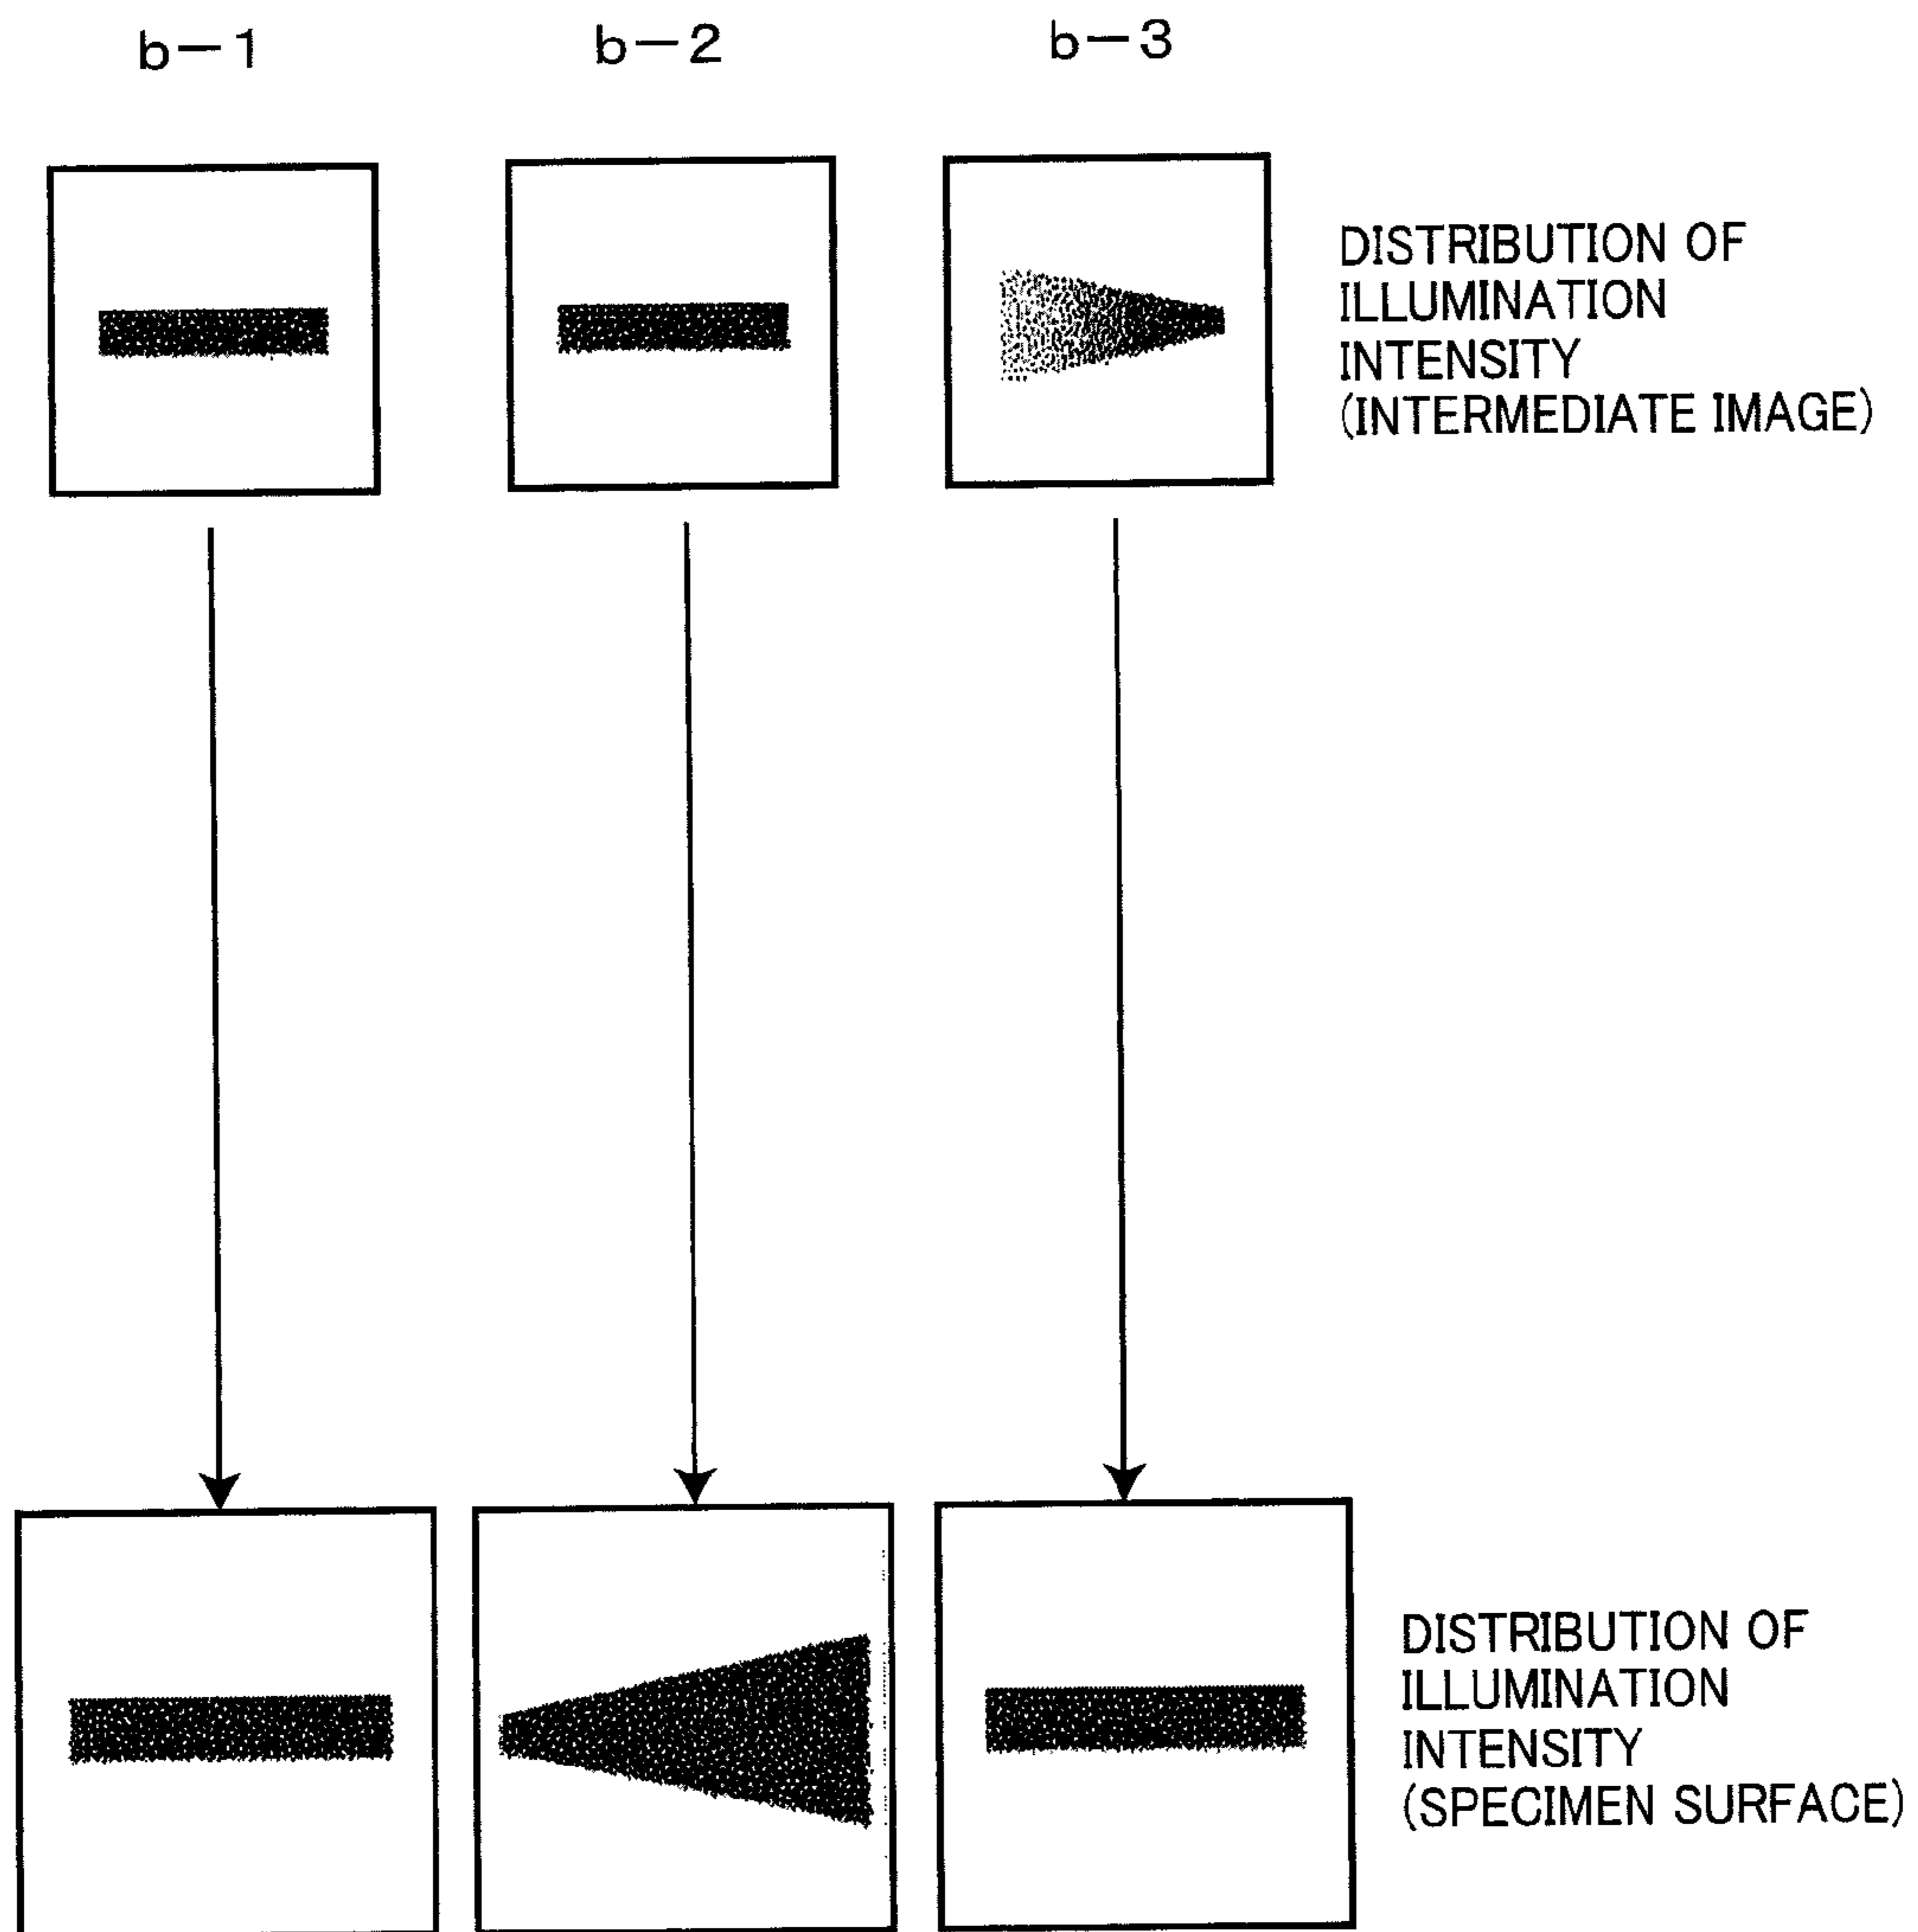 b-1 b-2 b-3
DISTRIBUTION OF
ILLUMINATION
INTENSITY
(INTERMEDIATE IMAGE)
DISTRIBUTION OF
ILLUMINATION
INTENSITY
(SPECIMEN SURFACE)